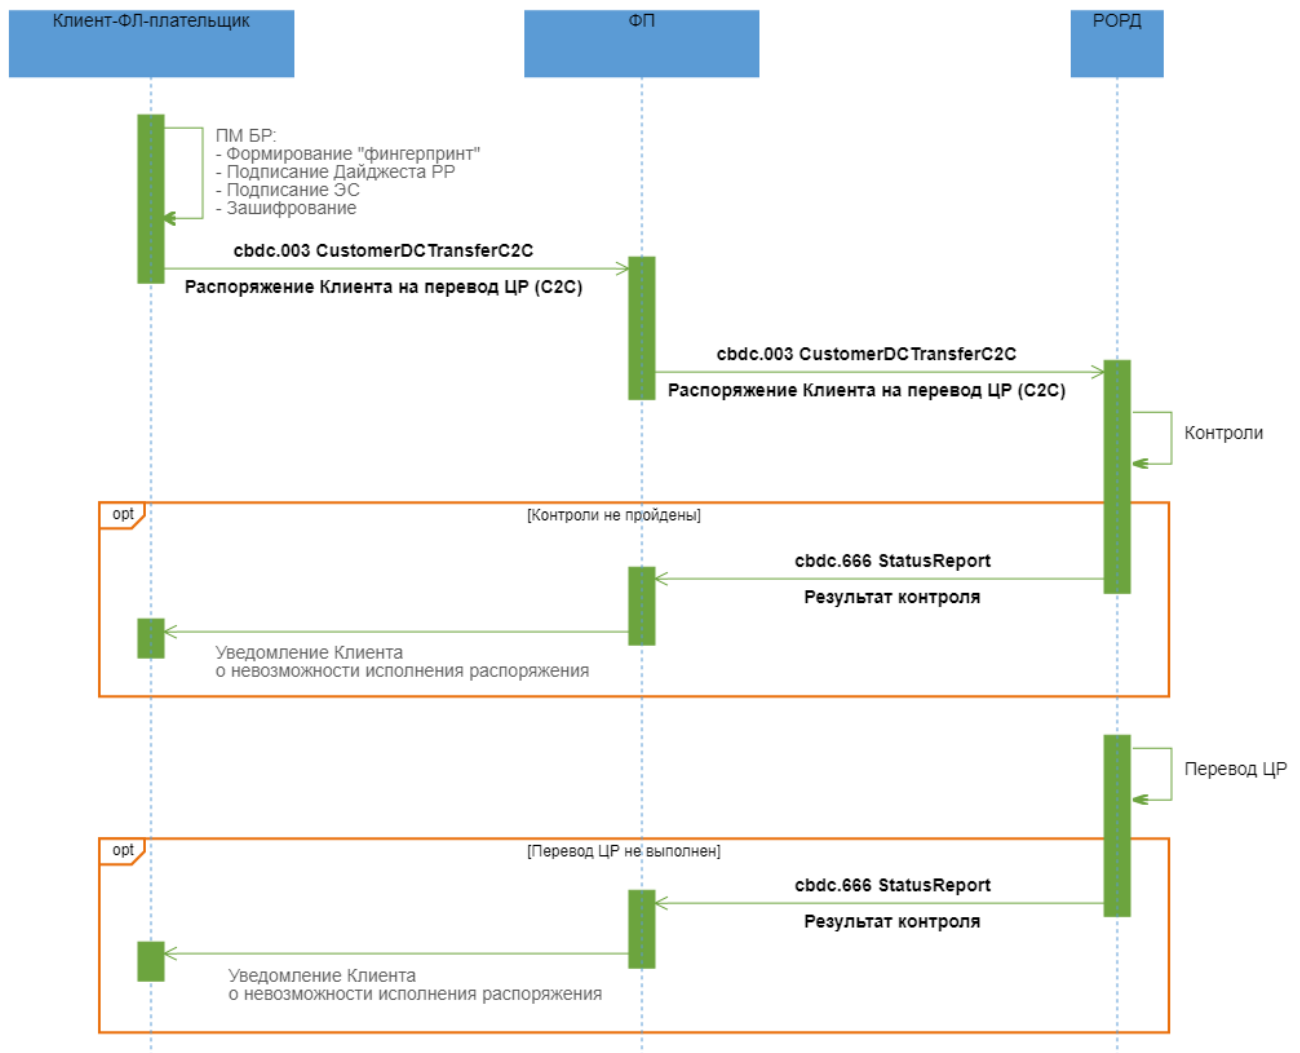 Клиент-ФЛ-плательщик
ФП
РОРД
ПМ БР:
- Формирование "фингерпринт"
- Подписание Дайджеста РР
- Подписание ЭС
- Зашифрование
cbdc.003 CustomerDCTransferC2C
Распоряжение Клиента на перевод ЦР (С2С)
cbdc.003 CustomerDCTransferC2C
Распоряжение Клиента на перевод ЦР (С2С)
Контроли
opt
[Контроли не пройдены]
cbdc.666 StatusReport
Результат контроля
Уведомление Клиента
о невозможности исполнения распоряжения
Перевод ЦР
opt
[Перевод ЦР не выполнен]
cbdc.666 StatusReport
Результат контроля
Уведомление Клиента
о невозможности исполнения распоряжения